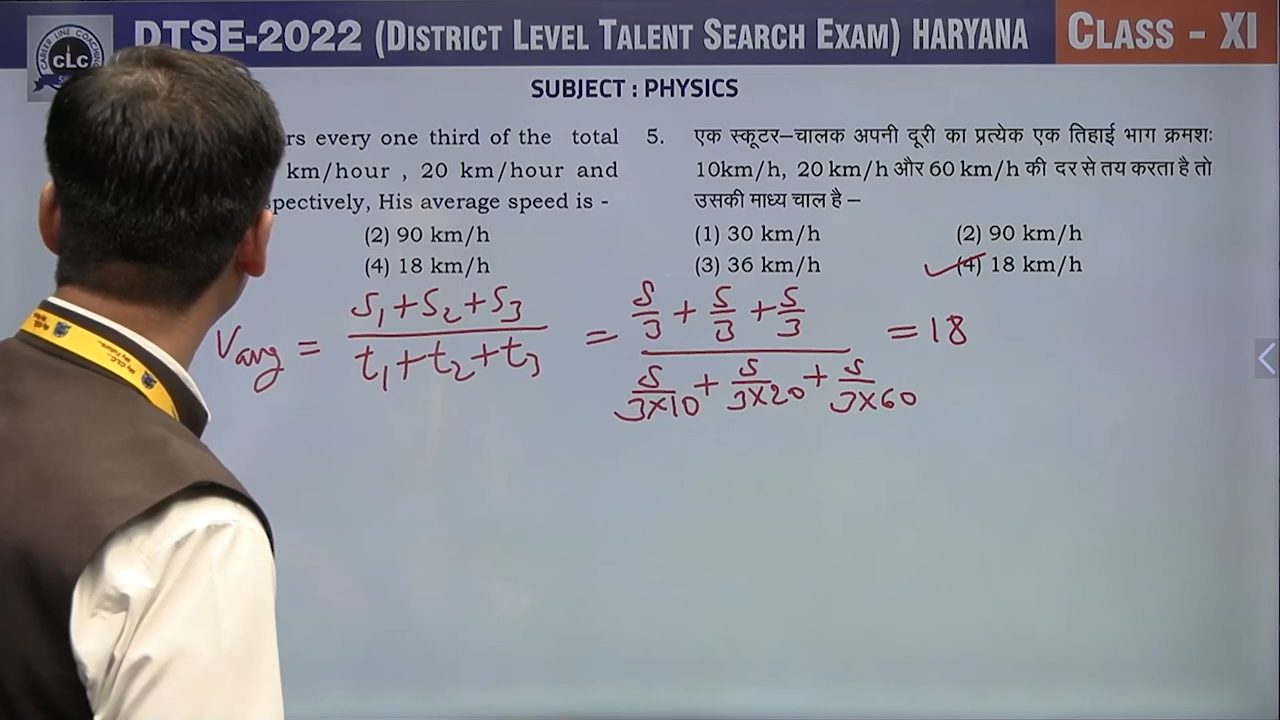 DTSE-2022 (DISTRICT LEVEL TALENT SEARCH EXAM) HARYANA
CLASS - XI
CAREER LINE COACHING
CLC
SUBJECT : PHYSICS
every one third of the total
km/hour , 20 km/hour and
His average speed is -
(2) 90 km/h
(4) 18 km/h
5. एक स्कूटर–चालक अपनी दूरी का प्रत्येक एक तिहाई भाग क्रमशः
10km/h, 20 km/h और 60 km/h की दर से तय करता है तो
उसकी माध्य चाल है –
(1) 30 km/h (2) 90 km/h
(3) 36 km/h (4) 18 km/h
Vavg = (S₁+S₂+S₃)/(t₁+t₂+t₃) = (S/3 + S/3 + S/3)/(S/3×10 + S/3×20 + S/3×60) = 18